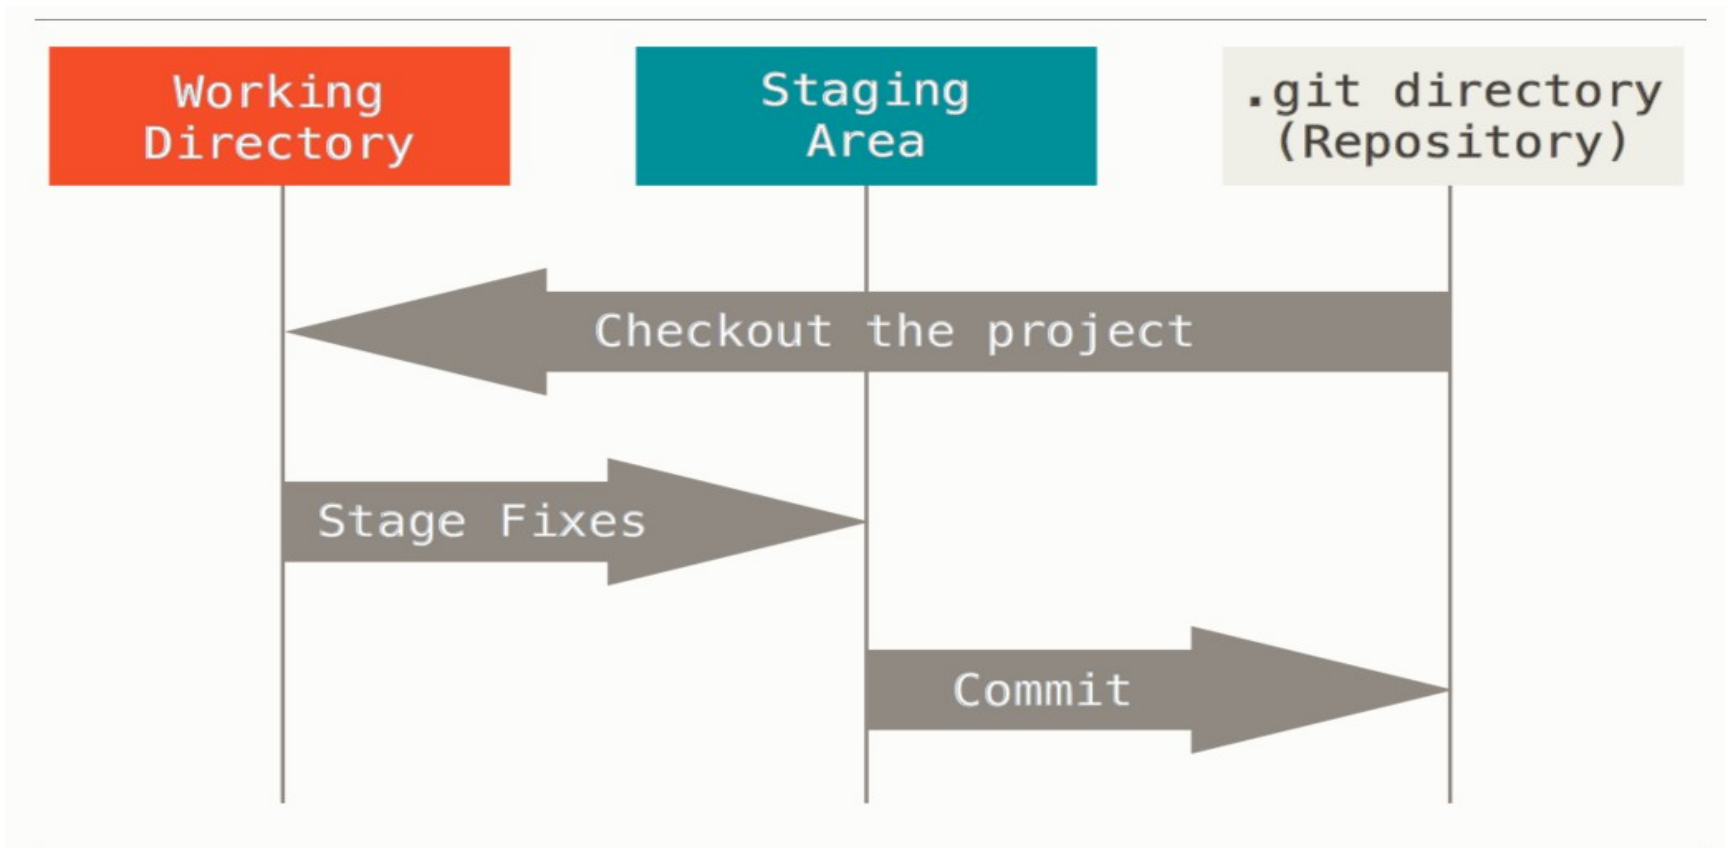 Working
Directory
Staging
Area
.git directory
(Repository)
Checkout the project
Stage Fixes
Commit